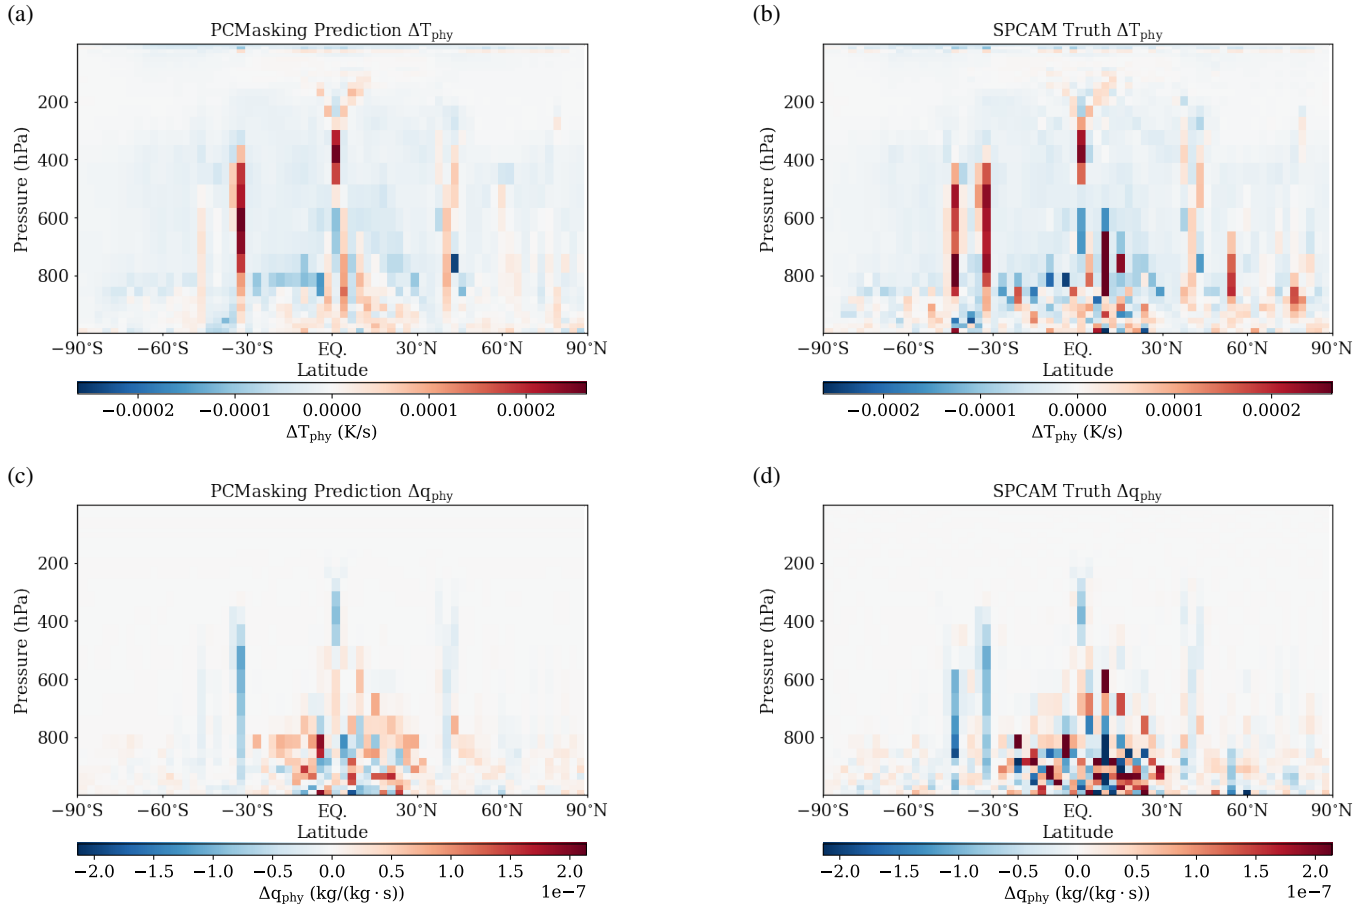 (a)
PCMasking Prediction ΔTphy
200
400
600
800
Pressure (hPa)
−90°S −60°S −30°S EQ. 30°N 60°N 90°N
Latitude
−0.0002 −0.0001 0.0000 0.0001 0.0002
ΔTphy (K/s)
(b)
SPCAM Truth ΔTphy
200
400
600
800
Pressure (hPa)
−90°S −60°S −30°S EQ. 30°N 60°N 90°N
Latitude
−0.0002 −0.0001 0.0000 0.0001 0.0002
ΔTphy (K/s)
(c)
PCMasking Prediction Δqphy
200
400
600
800
Pressure (hPa)
−90°S −60°S −30°S EQ. 30°N 60°N 90°N
Latitude
−2.0 −1.5 −1.0 −0.5 0.0 0.5 1.0 1.5 2.0
Δqphy (kg/(kg · s)) 1e−7
(d)
SPCAM Truth Δqphy
200
400
600
800
Pressure (hPa)
−90°S −60°S −30°S EQ. 30°N 60°N 90°N
Latitude
−2.0 −1.5 −1.0 −0.5 0.0 0.5 1.0 1.5 2.0
Δqphy (kg/(kg · s)) 1e−7